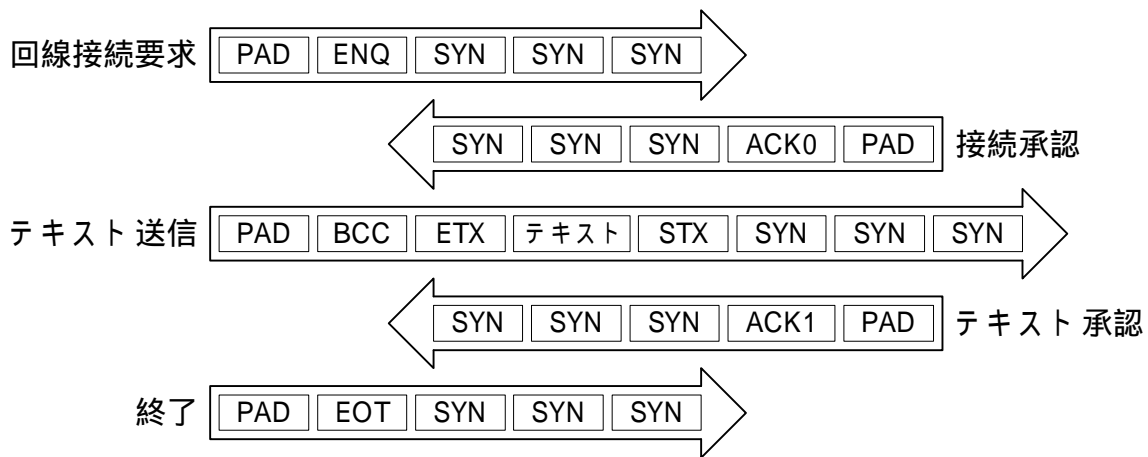 回線接続要求 PAD ENQ SYN SYN SYN
SYN SYN SYN ACK0 PAD 接続承認
テキスト送信 PAD BCC ETX テキスト STX SYN SYN SYN
SYN SYN SYN ACK1 PAD テキスト承認
終了 PAD EOT SYN SYN SYN